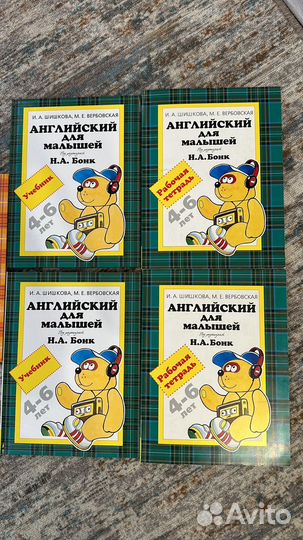 И. А. ШИШКОВА, М. Е. ВЕРБОВСКАЯ
АНГЛИЙСКИЙ
ДЛЯ
МАЛЫШЕЙ
Под редакцией
Н.А. Бонк
Учебник
4-6
лет
И. А. ШИШКОВА, М. Е. ВЕРБОВСКАЯ
АНГЛИЙСКИЙ
ДЛЯ
МАЛЫШЕЙ
Под редакцией
Н.А. Бонк
Рабочая
тетрадь
4-6
лет
И. А. ШИШКОВА, М. Е. ВЕРБОВСКАЯ
АНГЛИЙСКИЙ
ДЛЯ
МАЛЫШЕЙ
Под редакцией
Н.А. Бонк
Учебник
4-6
лет
И. А. ШИШКОВА, М. Е. ВЕРБОВСКАЯ
АНГЛИЙСКИЙ
ДЛЯ
МАЛЫШЕЙ
Под редакцией
Н.А. Бонк
Рабочая
тетрадь
4-6
лет
Avito